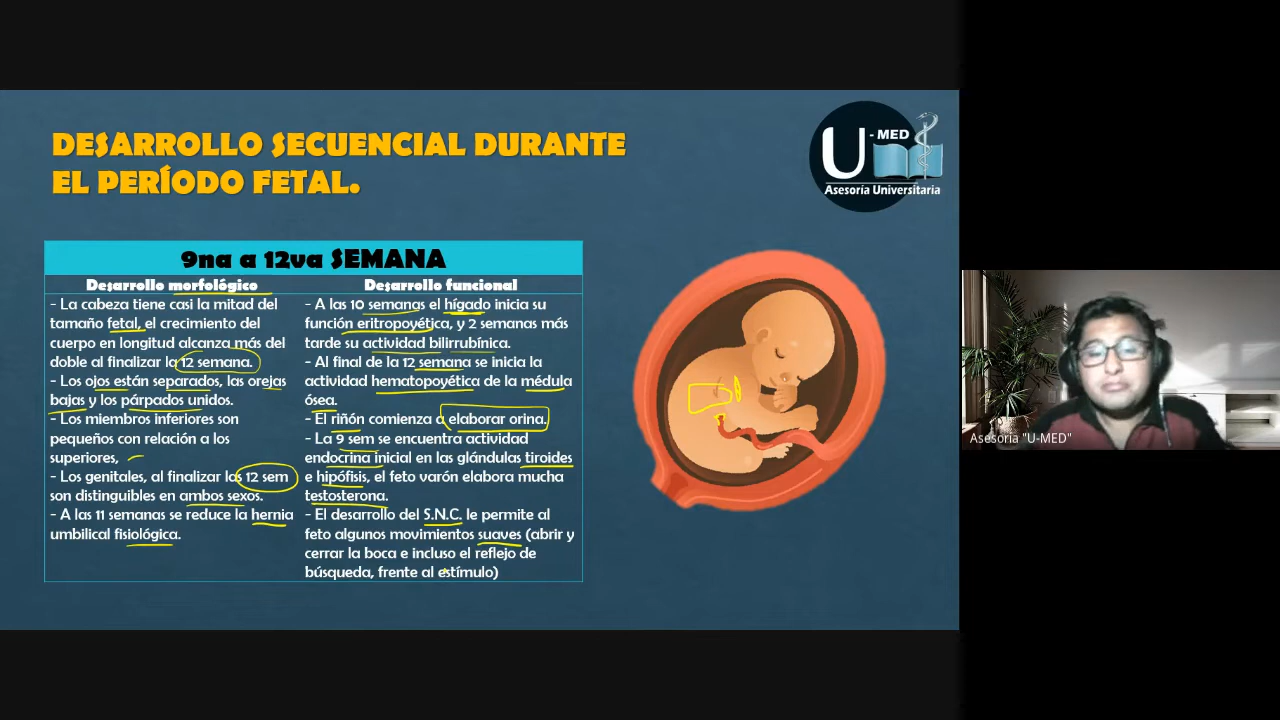 DESARROLLO SECUENCIAL DURANTE
EL PERÍODO FETAL.
U - MED
Asesoría Universitaria
9na a 12va SEMANA
Desarrollo morfológico
- La cabeza tiene casi la mitad del
tamaño fetal, el crecimiento del
cuerpo en longitud alcanza más del
doble al finalizar la 12 semana.
- Los ojos están separados, las orejas
bajas y los párpados unidos.
- Los miembros inferiores son
pequeños con relación a los
superiores,
- Los genitales, al finalizar las 12 sem
son distinguibles en ambos sexos.
- A las 11 semanas se reduce la hernia
umbilical fisiológica.
Desarrollo funcional
- A las 10 semanas el hígado inicia su
función eritropoyética, y 2 semanas más
tarde su actividad bilirrubínica.
- Al final de la 12 semana se inicia la
actividad hematopoyética de la médula
ósea.
- El riñón comienza a elaborar orina.
- La 9 sem se encuentra actividad
endocrina inicial en las glándulas tiroides
e hipófisis, el feto varón elabora mucha
testosterona.
- El desarrollo del S.N.C. le permite al
feto algunos movimientos suaves (abrir y
cerrar la boca e incluso el reflejo de
búsqueda, frente al estímulo)
Asesoría "U-MED"